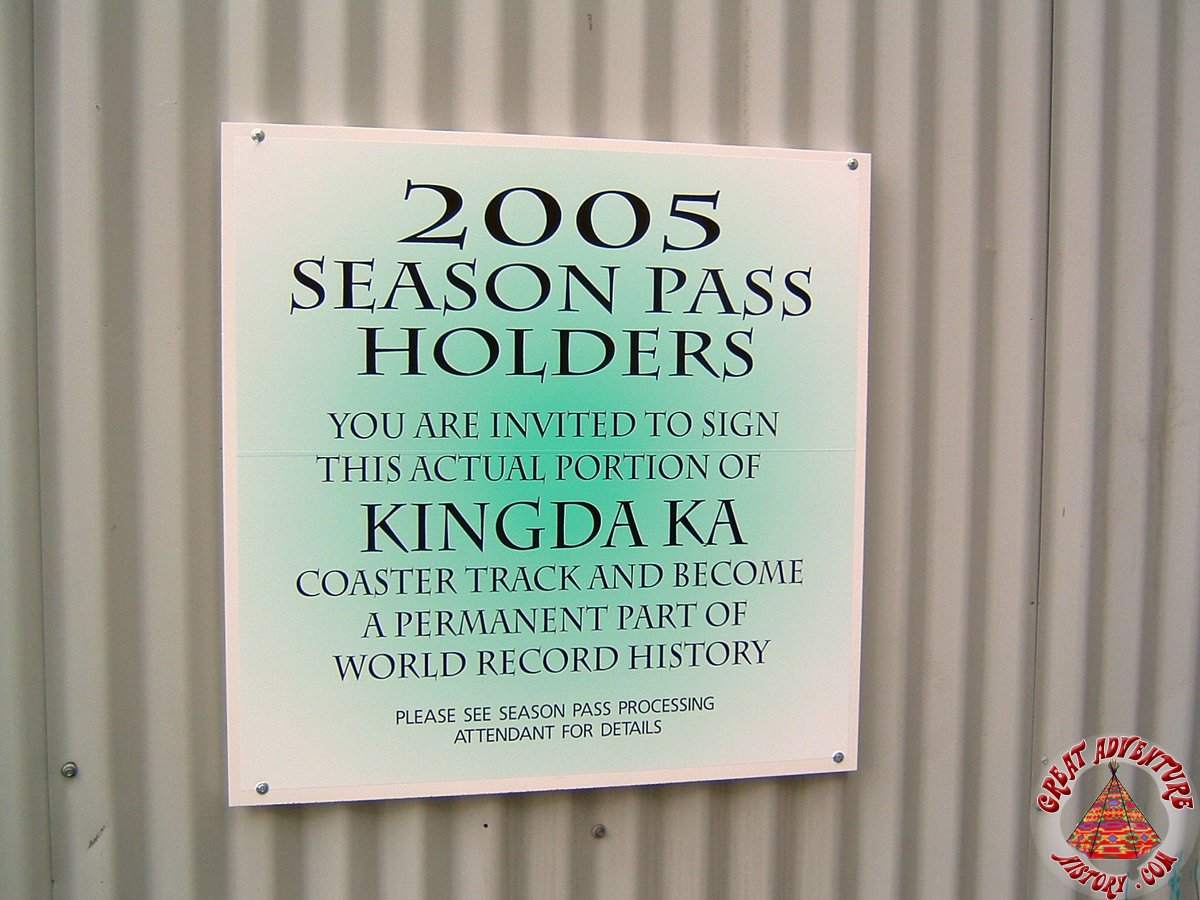 2005
SEASON PASS
HOLDERS
YOU ARE INVITED TO SIGN
THIS ACTUAL PORTION OF
KINGDA KA
COASTER TRACK AND BECOME
A PERMANENT PART OF
WORLD RECORD HISTORY
PLEASE SEE SEASON PASS PROCESSING
ATTENDANT FOR DETAILS
GREAT ADVENTURE
HISTORY.COM